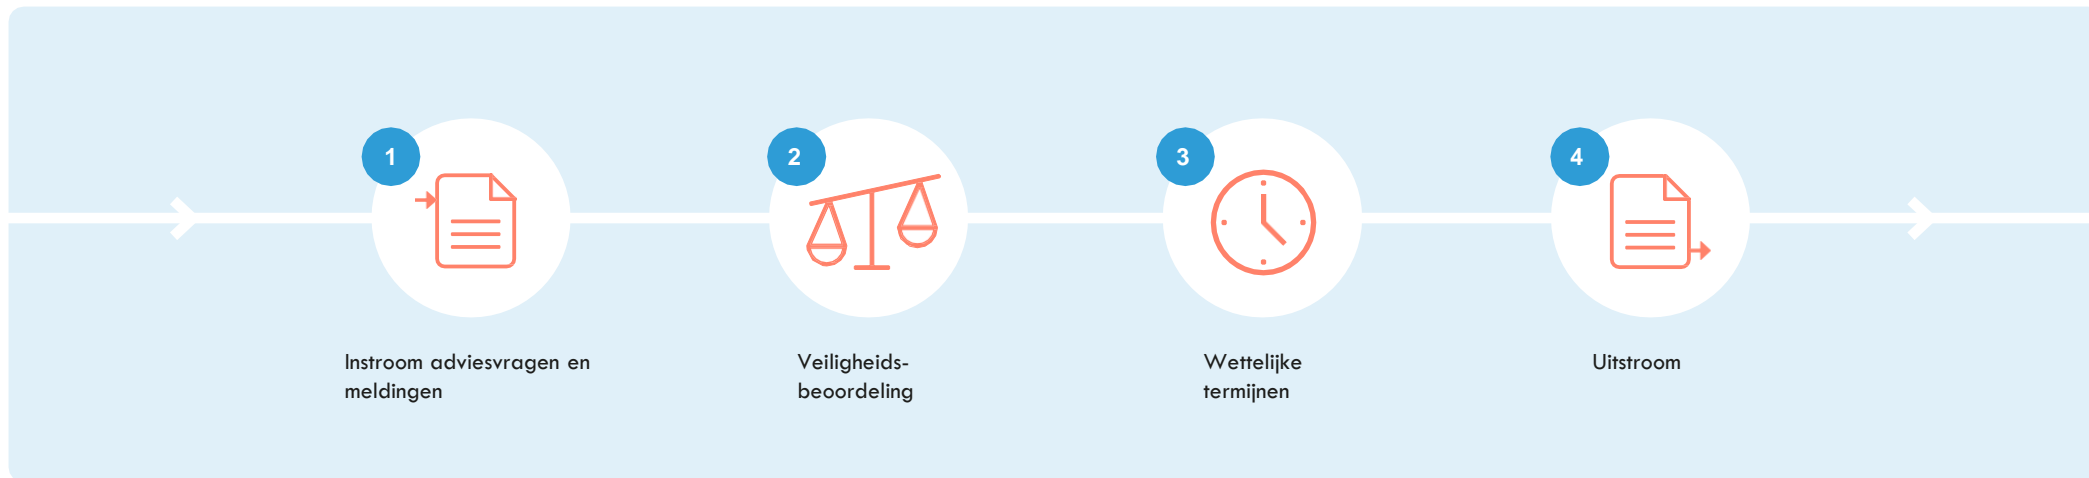 1
2
3
4
Instroom adviesvragen en
meldingen
Veiligheids-
beoordeling
Wettelijke
termijnen
Uitstroom